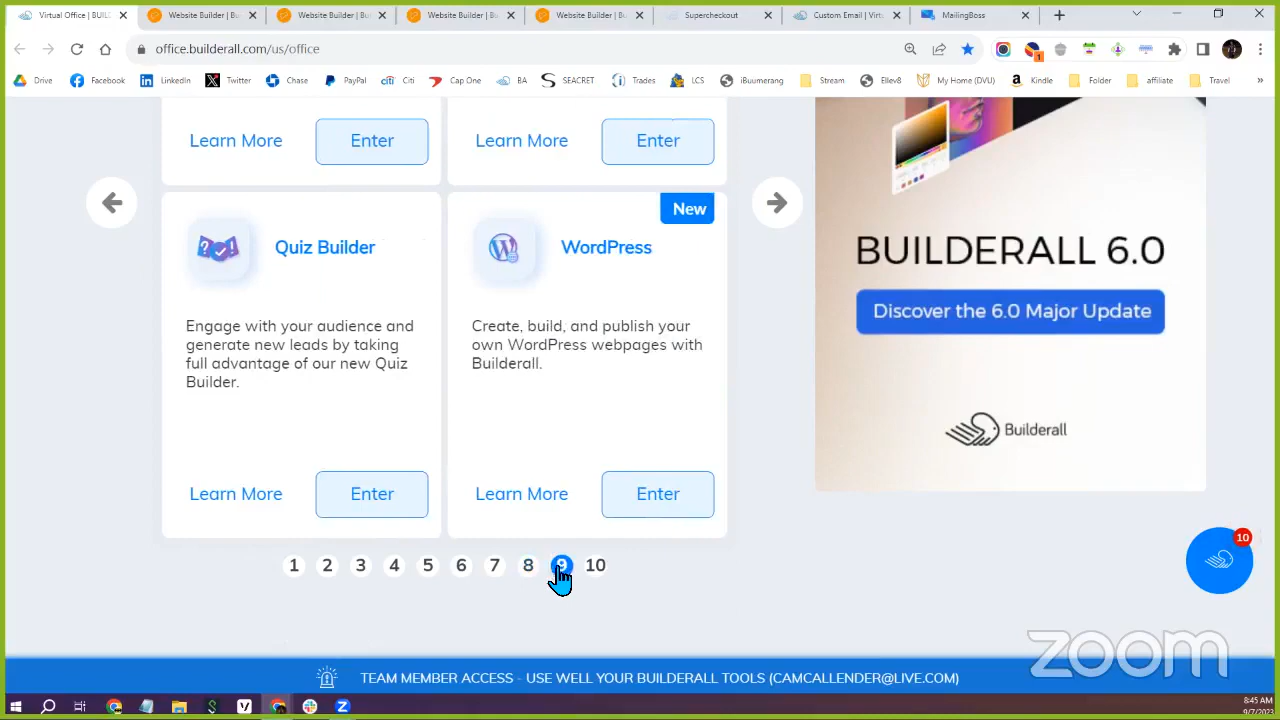 Virtual Office | B
Website Builder | Bu
Website Builder | Bu
Website Builder | Bu
Website Builder | Bu
Supercheckout
Custom Email | Virt
MailingBoss
office.builderall.com/us/office
Drive
Facebook
LinkedIn
Twitter
Chase
PayPal
Citi
Cap One
BA
SEACRET
Trades
LCS
iBuumerang
Stream
Ellev8
My Home (DVU)
Kindle
Folder
affiliate
Travel
Learn More
Enter
Learn More
Enter
Quiz Builder
Engage with your audience and
generate new leads by taking
full advantage of our new Quiz
Builder.
Learn More
Enter
New
WordPress
Create, build, and publish your
own WordPress webpages with
Builderall.
Learn More
Enter
BUILDERALL 6.0
Discover the 6.0 Major Update
Builderall
1 2 3 4 5 6 7 8 9 10
10
zoom
TEAM MEMBER ACCESS - USE WELL YOUR BUILDERALL TOOLS (CAMCALLENDER@LIVE.COM)
8:45 AM
9/7/2023